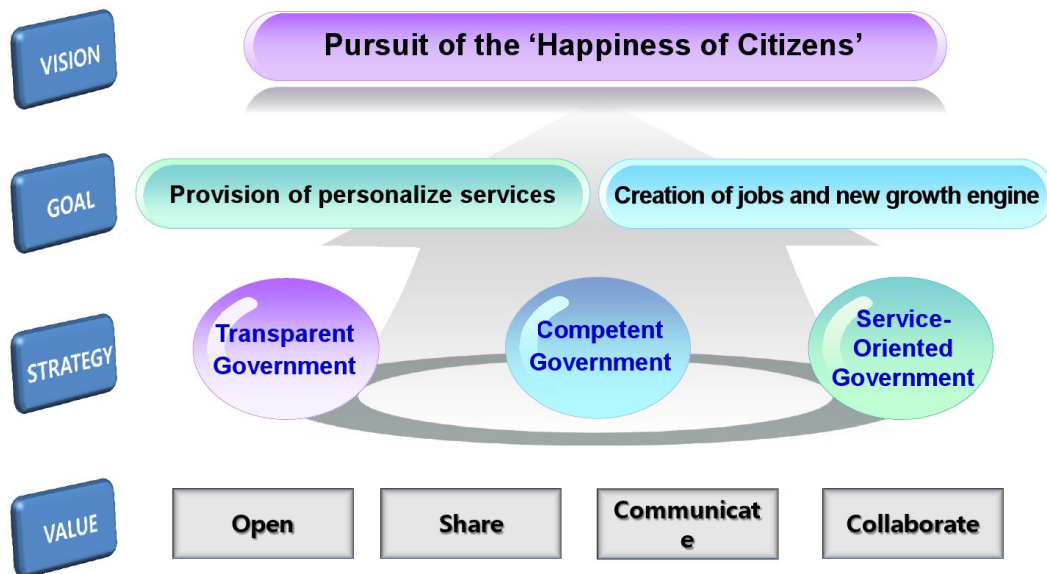 VISION
Pursuit of the ‘Happiness of Citizens’
GOAL
Provision of personalize services
Creation of jobs and new growth engine
STRATEGY
Transparent
Government
Competent
Government
Service-
Oriented
Government
VALUE
Open
Share
Communicat
e
Collaborate